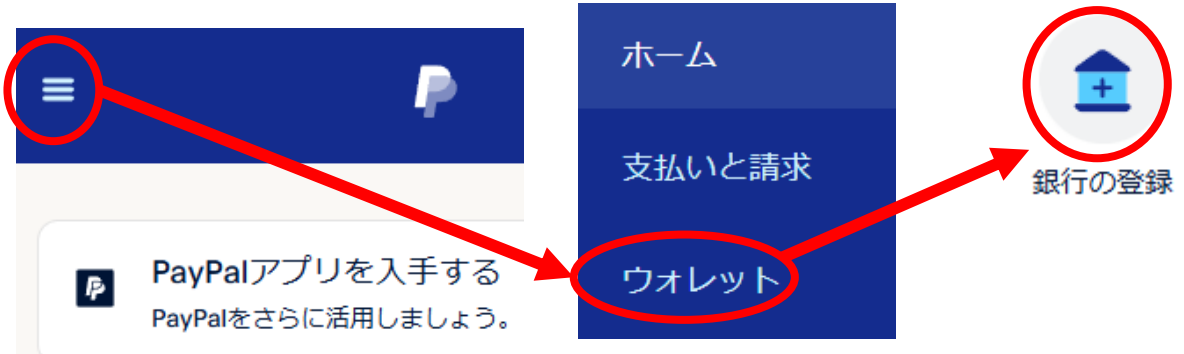 PayPalアプリを入手する
PayPalをさらに活用しましょう。
ホーム
支払いと請求
ウォレット
銀行の登録